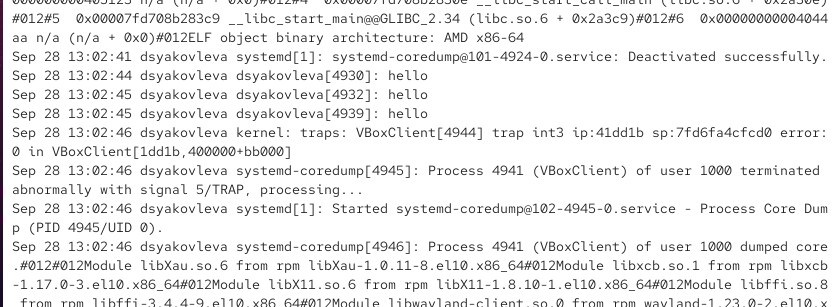 #012#5  0x00007fd708b283c9 __libc_start_main@@GLIBC_2.34 (libc.so.6 + 0x2a3c9)#012#6  0x00000000004044
aa n/a (n/a + 0x0)#012ELF object binary architecture: AMD x86-64
Sep 28 13:02:44 dsyakovleva systemd[1]: systemd-coredump@101-4924-0.service: Deactivated successfully.
Sep 28 13:02:44 dsyakovleva dsyakovleva[4930]: hello
Sep 28 13:02:45 dsyakovleva dsyakovleva[4932]: hello
Sep 28 13:02:45 dsyakovleva dsyakovleva[4939]: hello
Sep 28 13:02:46 dsyakovleva kernel: traps: VBoxClient[4944] trap int3 ip:41dd1b sp:7fd6fa4cfcd0 error:
0 in VBoxClient[1dd1b,400000+bb000]
Sep 28 13:02:46 dsyakovleva systemd-coredump[4945]: Process 4941 (VBoxClient) of user 1000 terminated
abnormally with signal 5/TRAP, processing...
Sep 28 13:02:46 dsyakovleva systemd[1]: Started systemd-coredump@102-4945-0.service - Process Core Dum
p (PID 4945/UID 0).
Sep 28 13:02:46 dsyakovleva systemd-coredump[4946]: Process 4941 (VBoxClient) of user 1000 dumped core
.#012#012Module libXau.so.6 from rpm libXau-1.0.11-8.el10.x86_64#012Module libxcb.so.1 from rpm libxcb
-1.17.0-3.el10.x86_64#012Module libX11.so.6 from rpm libX11-1.8.10-1.el10.x86_64#012Module libffi.so.8
from rpm libffi-3.4.4-9.el10.x86_64#012Module libwayland-client.so.0 from rpm wayland-1.23.0-2.el10.x